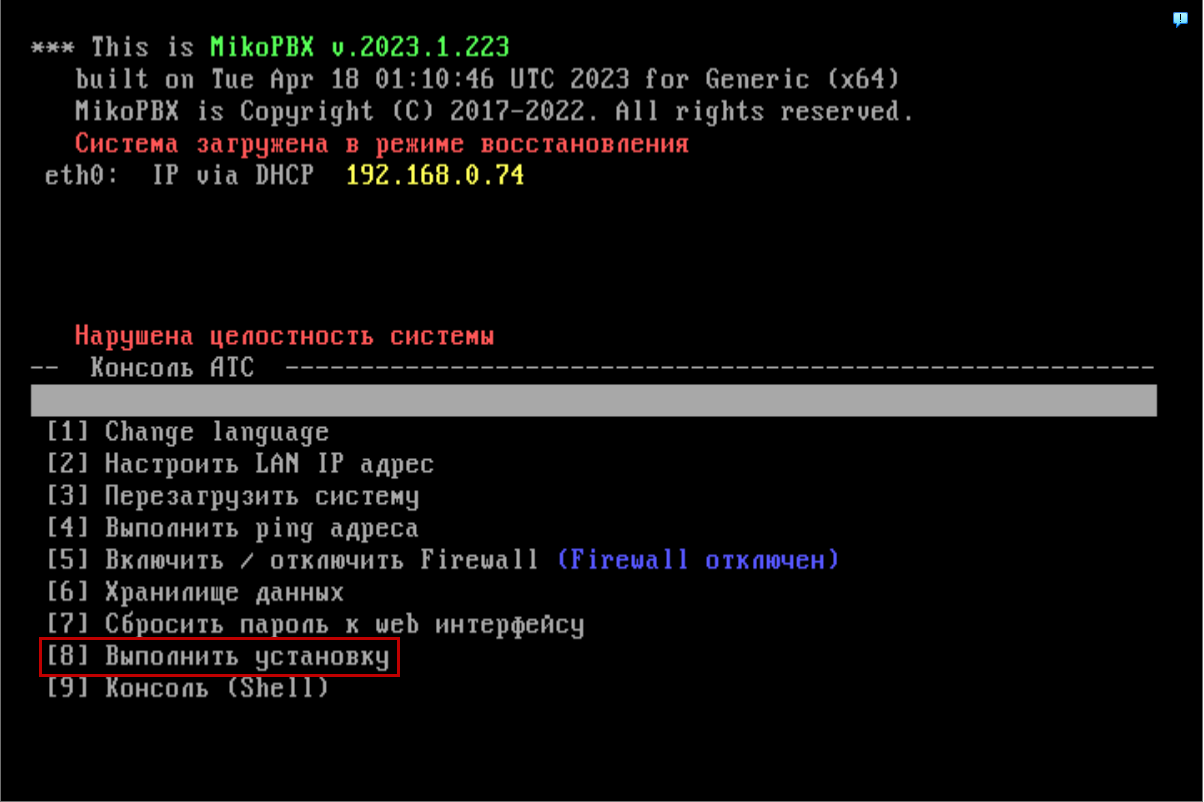 *** This is MikoPBX v.2023.1.223
built on Tue Apr 18 01:10:46 UTC 2023 for Generic (x64)
MikoPBX is Copyright (C) 2017-2022. All rights reserved.
Система загружена в режиме восстановления
eth0: IP via DHCP 192.168.0.74
Нарушена целостность системы
-- Консоль АТС ----------------------------------------------------------
[1] Change language
[2] Настроить LAN IP адрес
[3] Перезагрузить систему
[4] Выполнить ping адреса
[5] Включить / отключить Firewall (Firewall отключен)
[6] Хранилище данных
[7] Сбросить пароль к web интерфейсу
[8] Выполнить установку
[9] Консоль (Shell)